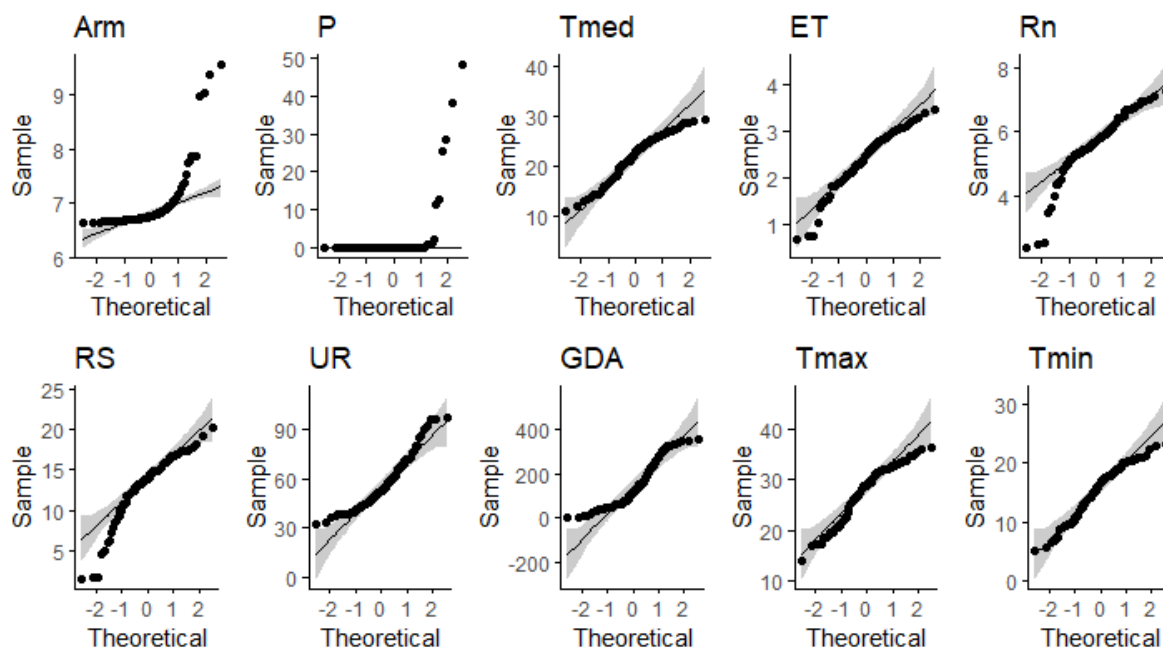 Arm P Tmed ET Rn
9 50 40 4 8
40
8 30 3 6
30
7 20 20 2 4
10 10 1
6 0
-2 -1 0 1 2 -2 -1 0 1 2 -2 -1 0 1 2 -2 -1 0 1 2 -2 -1 0 1 2
Sample Sample Sample Sample Sample
Theoretical Theoretical Theoretical Theoretical Theoretical
RS UR GDA Tmax Tmin
25 30
20 90 400 40
15 60 200 30 20
10 30 0 20 10
5 0 -200 10 0
-2 -1 0 1 2 -2 -1 0 1 2 -2 -1 0 1 2 -2 -1 0 1 2 -2 -1 0 1 2
Sample Sample Sample Sample Sample
Theoretical Theoretical Theoretical Theoretical Theoretical